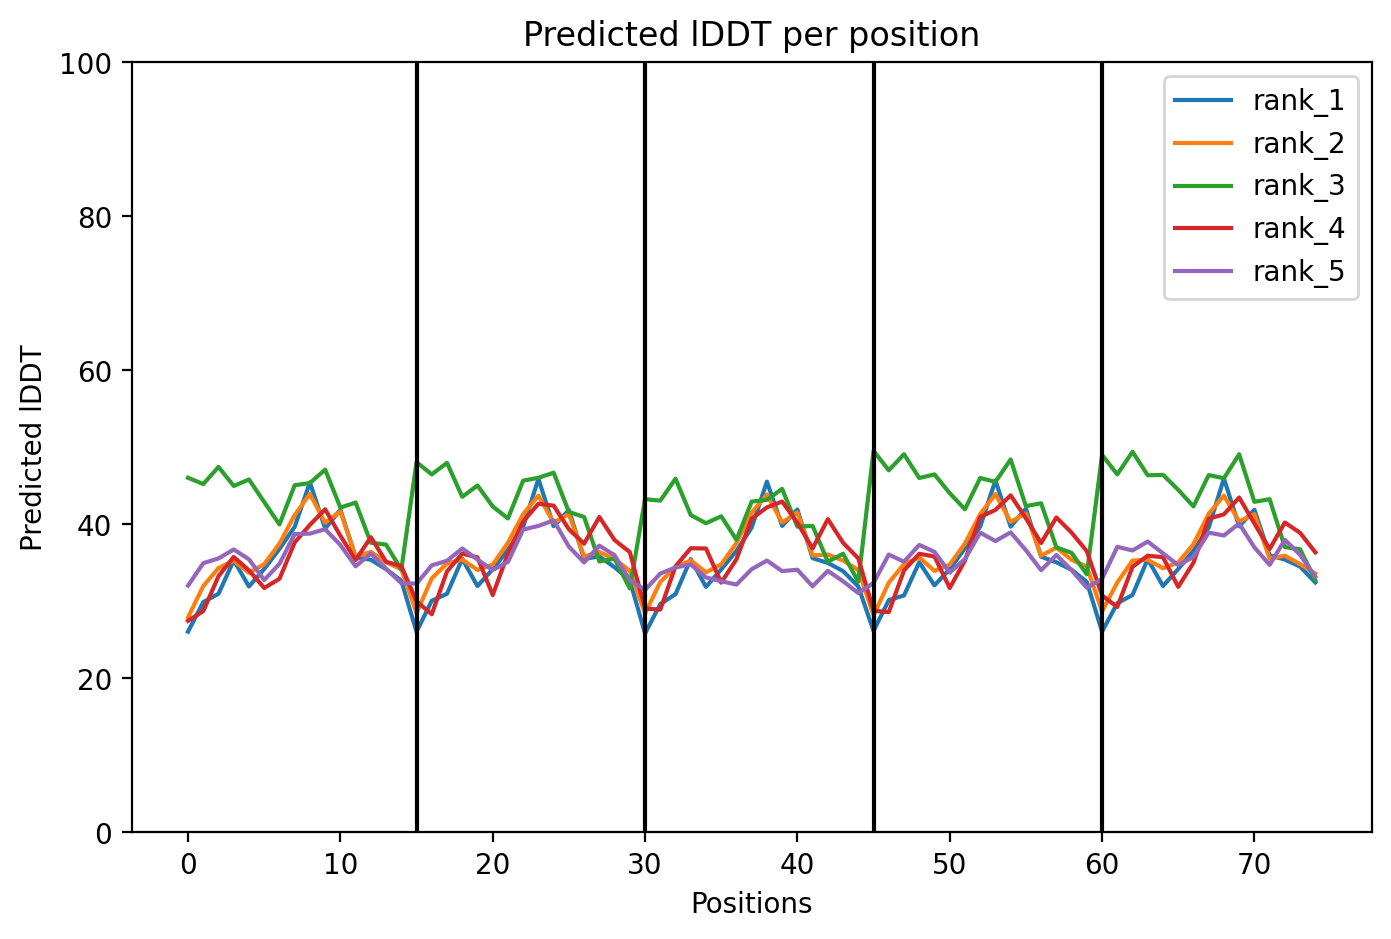 Predicted lDDT per position
Predicted lDDT
100
80
60
40
20
0
rank_1
rank_2
rank_3
rank_4
rank_5
0 10 20 30 40 50 60 70
Positions